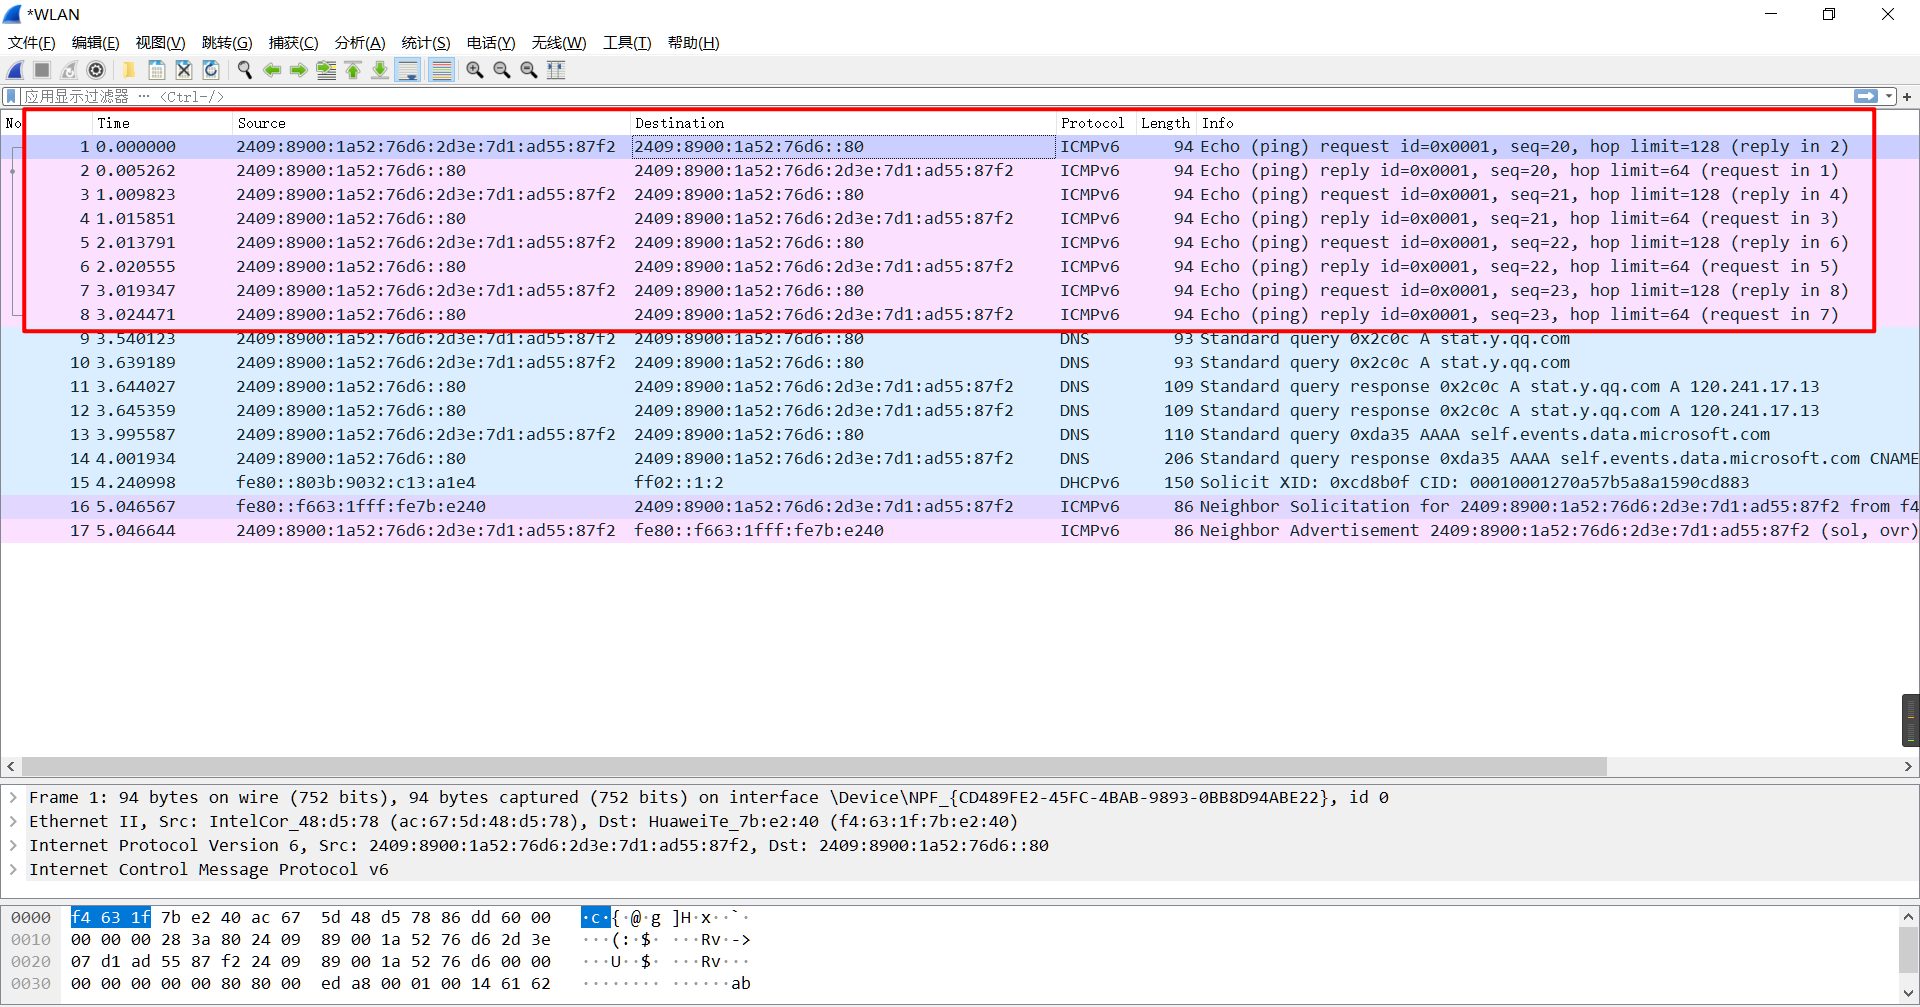 *WLAN
文件(F) 编辑(E) 视图(V) 跳转(G) 捕获(C) 分析(A) 统计(S) 电话(Y) 无线(W) 工具(T) 帮助(H)
应用显示过滤器 … <Ctrl-/>
No Time Source Destination Protocol Length Info
1 0.000000 2409:8900:1a52:76d6:2d3e:7d1:ad55:87f2 2409:8900:1a52:76d6::80 ICMPv6 94 Echo (ping) request id=0x0001, seq=20, hop limit=128 (reply in 2)
2 0.005262 2409:8900:1a52:76d6::80 2409:8900:1a52:76d6:2d3e:7d1:ad55:87f2 ICMPv6 94 Echo (ping) reply id=0x0001, seq=20, hop limit=64 (request in 1)
3 1.009823 2409:8900:1a52:76d6:2d3e:7d1:ad55:87f2 2409:8900:1a52:76d6::80 ICMPv6 94 Echo (ping) request id=0x0001, seq=21, hop limit=128 (reply in 4)
4 1.015851 2409:8900:1a52:76d6::80 2409:8900:1a52:76d6:2d3e:7d1:ad55:87f2 ICMPv6 94 Echo (ping) reply id=0x0001, seq=21, hop limit=64 (request in 3)
5 2.013791 2409:8900:1a52:76d6:2d3e:7d1:ad55:87f2 2409:8900:1a52:76d6::80 ICMPv6 94 Echo (ping) request id=0x0001, seq=22, hop limit=128 (reply in 6)
6 2.020555 2409:8900:1a52:76d6::80 2409:8900:1a52:76d6:2d3e:7d1:ad55:87f2 ICMPv6 94 Echo (ping) reply id=0x0001, seq=22, hop limit=64 (request in 5)
7 3.019347 2409:8900:1a52:76d6:2d3e:7d1:ad55:87f2 2409:8900:1a52:76d6::80 ICMPv6 94 Echo (ping) request id=0x0001, seq=23, hop limit=128 (reply in 8)
8 3.024471 2409:8900:1a52:76d6::80 2409:8900:1a52:76d6:2d3e:7d1:ad55:87f2 ICMPv6 94 Echo (ping) reply id=0x0001, seq=23, hop limit=64 (request in 7)
9 3.540123 2409:8900:1a52:76d6:2d3e:7d1:ad55:87f2 2409:8900:1a52:76d6::80 DNS 93 Standard query 0x2c0c A stat.y.qq.com
10 3.639189 2409:8900:1a52:76d6:2d3e:7d1:ad55:87f2 2409:8900:1a52:76d6::80 DNS 93 Standard query 0x2c0c A stat.y.qq.com
11 3.644027 2409:8900:1a52:76d6::80 2409:8900:1a52:76d6:2d3e:7d1:ad55:87f2 DNS 109 Standard query response 0x2c0c A stat.y.qq.com A 120.241.17.13
12 3.645359 2409:8900:1a52:76d6::80 2409:8900:1a52:76d6:2d3e:7d1:ad55:87f2 DNS 109 Standard query response 0x2c0c A stat.y.qq.com A 120.241.17.13
13 3.995587 2409:8900:1a52:76d6:2d3e:7d1:ad55:87f2 2409:8900:1a52:76d6::80 DNS 110 Standard query 0xda35 AAAA self.events.data.microsoft.com
14 4.001934 2409:8900:1a52:76d6::80 2409:8900:1a52:76d6:2d3e:7d1:ad55:87f2 DNS 206 Standard query response 0xda35 AAAA self.events.data.microsoft.com CNAME
15 4.240998 fe80::803b:9032:c13:a1e4 ff02::1:2 DHCPv6 150 Solicit XID: 0xcd8b0f CID: 00010001270a57b5a8a1590cd883
16 5.046567 fe80::f663:1fff:fe7b:e240 2409:8900:1a52:76d6:2d3e:7d1:ad55:87f2 ICMPv6 86 Neighbor Solicitation for 2409:8900:1a52:76d6:2d3e:7d1:ad55:87f2 from f4
17 5.046644 2409:8900:1a52:76d6:2d3e:7d1:ad55:87f2 fe80::f663:1fff:fe7b:e240 ICMPv6 86 Neighbor Advertisement 2409:8900:1a52:76d6:2d3e:7d1:ad55:87f2 (sol, ovr)
Frame 1: 94 bytes on wire (752 bits), 94 bytes captured (752 bits) on interface \Device\NPF_{CD489FE2-45FC-4BAB-9893-0BB8D94ABE22}, id 0
Ethernet II, Src: IntelCor_48:d5:78 (ac:67:5d:48:d5:78), Dst: HuaweiTe_7b:e2:40 (f4:63:1f:7b:e2:40)
Internet Protocol Version 6, Src: 2409:8900:1a52:76d6:2d3e:7d1:ad55:87f2, Dst: 2409:8900:1a52:76d6::80
Internet Control Message Protocol v6
0000 f4 63 1f 7b e2 40 ac 67 5d 48 d5 78 86 dd 60 00 ·c·{·@·g ]H·x··`·
0010 00 00 00 28 3a 80 24 09 89 00 1a 52 76 d6 2d 3e ···(:·$· ···Rv·->
0020 07 d1 ad 55 87 f2 24 09 89 00 1a 52 76 d6 00 00 ···U··$· ···Rv···
0030 00 00 00 00 00 80 80 00 ed a8 00 01 00 14 61 62 ········ ······ab